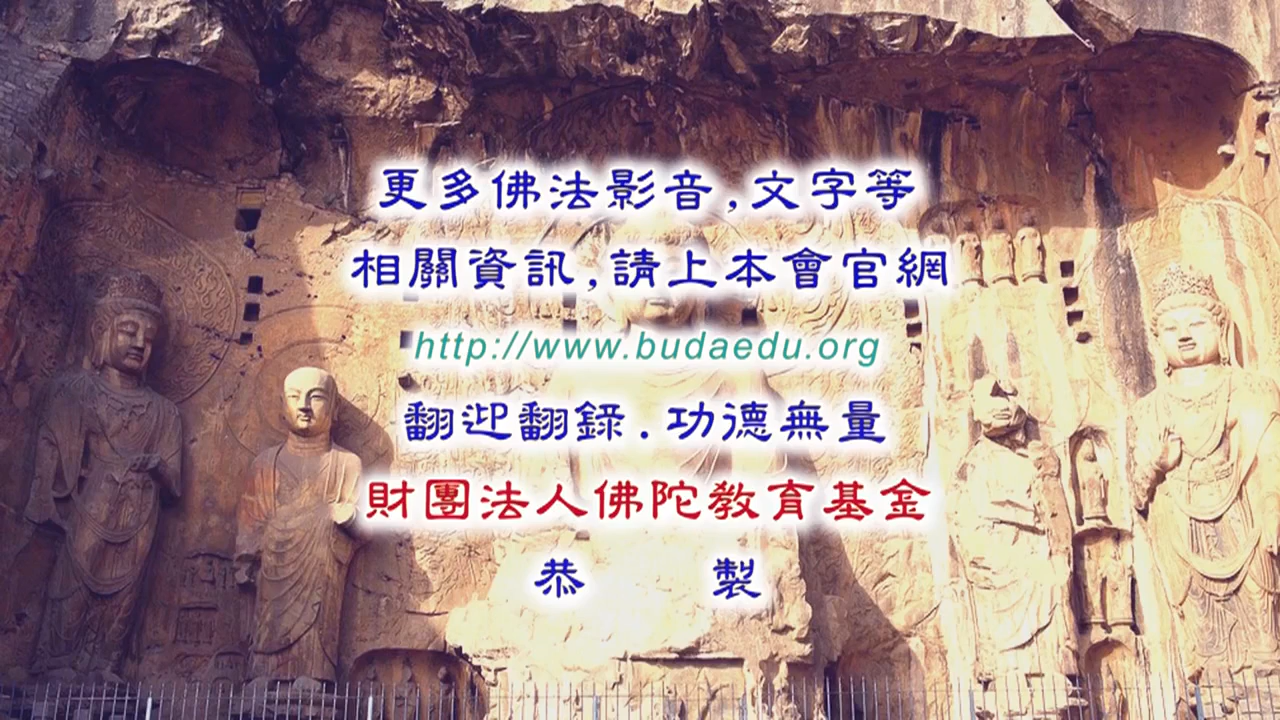 更多佛法影音,文字等
相關資訊,請上本會官網
http://www.budaedu.org
翻迎翻錄.功德無量
財團法人佛陀教育基金
恭 製